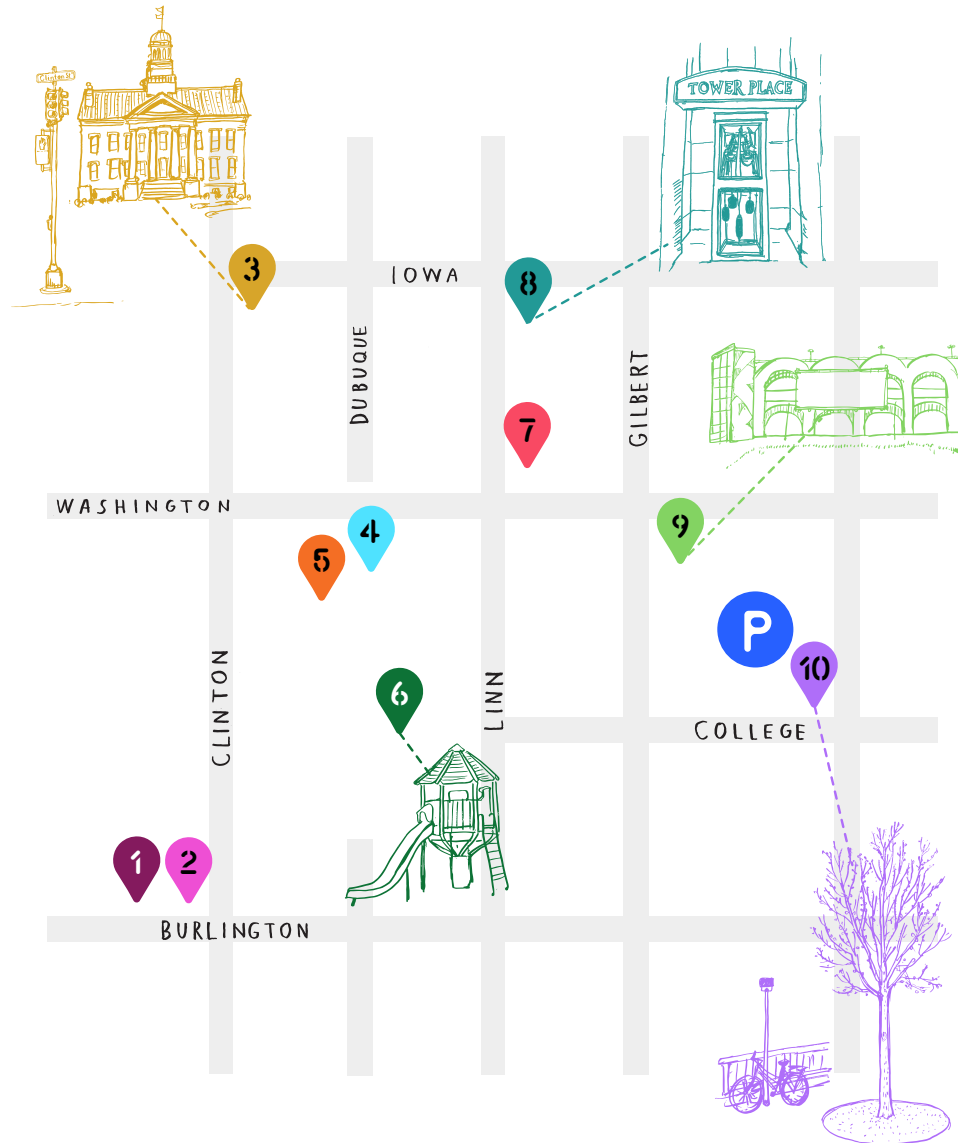 Clinton St
TOWER PLACE
3
IOWA
8
DUBUQUE
GILBERT
7
WASHINGTON
4
9
5
P
10
6
CLINTON
LINN
COLLEGE
1
2
BURLINGTON